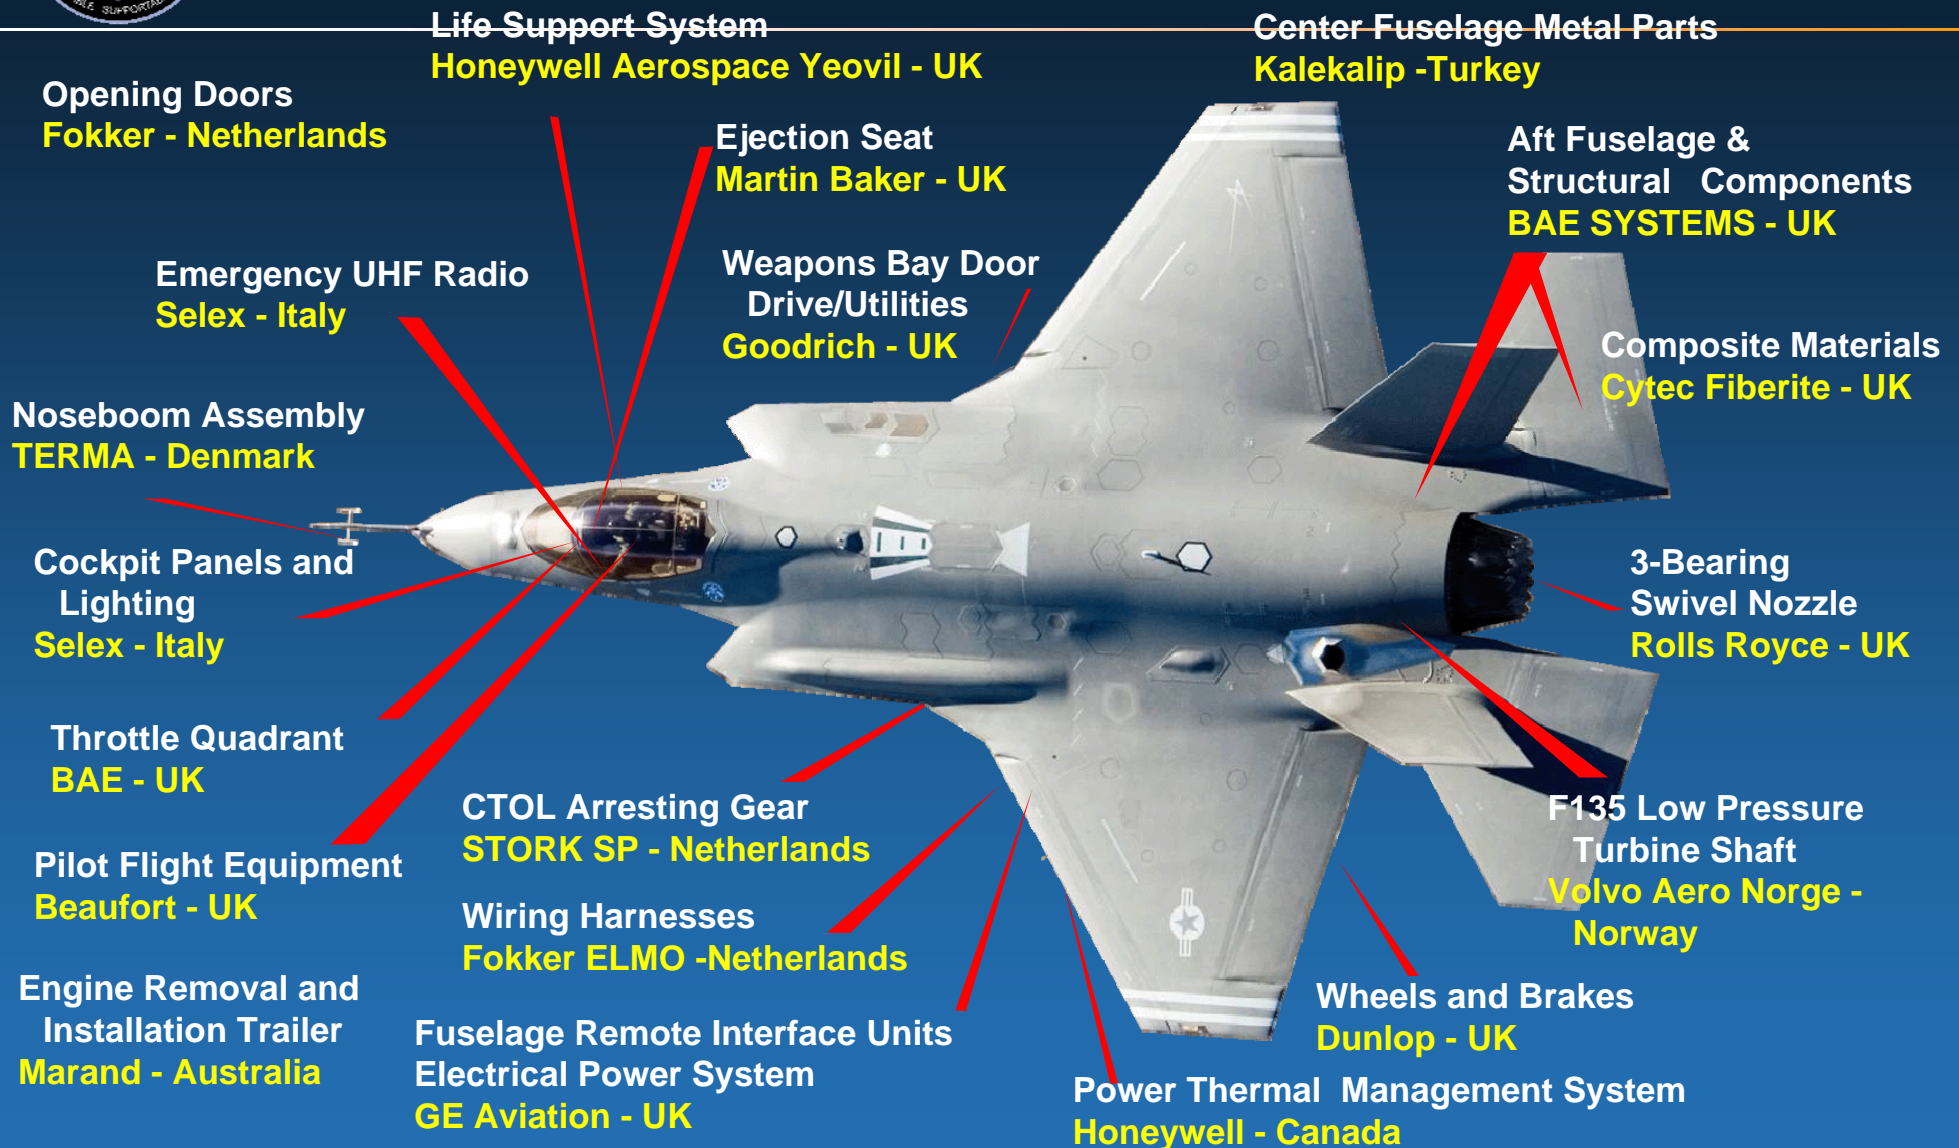 BLE SUPPORTA
Life Support System
Honeywell Aerospace Yeovil - UK
Center Fuselage Metal Parts
Kalekalip -Turkey
Opening Doors
Fokker - Netherlands
Ejection Seat
Martin Baker - UK
Aft Fuselage &
Structural Components
BAE SYSTEMS - UK
Emergency UHF Radio
Selex - Italy
Weapons Bay Door
Drive/Utilities
Goodrich - UK
Composite Materials
Cytec Fiberite - UK
Noseboom Assembly
TERMA - Denmark
Cockpit Panels and
Lighting
Selex - Italy
3-Bearing
Swivel Nozzle
Rolls Royce - UK
Throttle Quadrant
BAE - UK
CTOL Arresting Gear
STORK SP - Netherlands
F135 Low Pressure
Turbine Shaft
Volvo Aero Norge -
Norway
Pilot Flight Equipment
Beaufort - UK
Wiring Harnesses
Fokker ELMO -Netherlands
Engine Removal and
Installation Trailer
Marand - Australia
Fuselage Remote Interface Units
Electrical Power System
GE Aviation - UK
Wheels and Brakes
Dunlop - UK
Power Thermal Management System
Honeywell - Canada